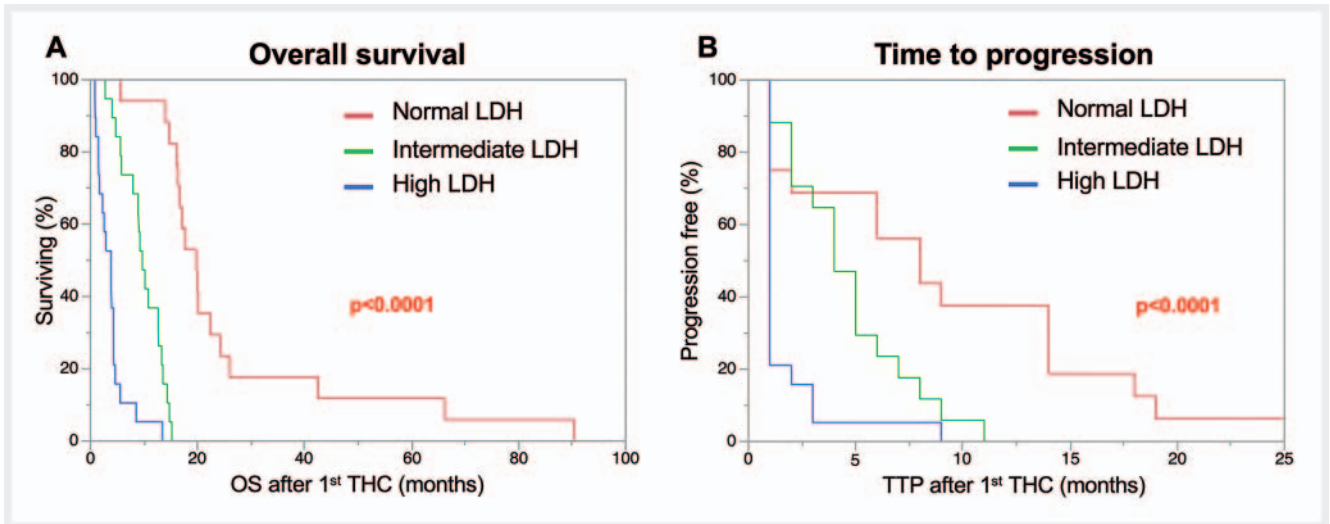 A
Overall survival
100
80
60
40
20
0
Surviving (%)
Normal LDH
Intermediate LDH
High LDH
p<0.0001
0 20 40 60 80 100
OS after 1st THC (months)
B
Time to progression
100
80
60
40
20
0
Progression free (%)
Normal LDH
Intermediate LDH
High LDH
p<0.0001
0 5 10 15 20 25
TTP after 1st THC (months)